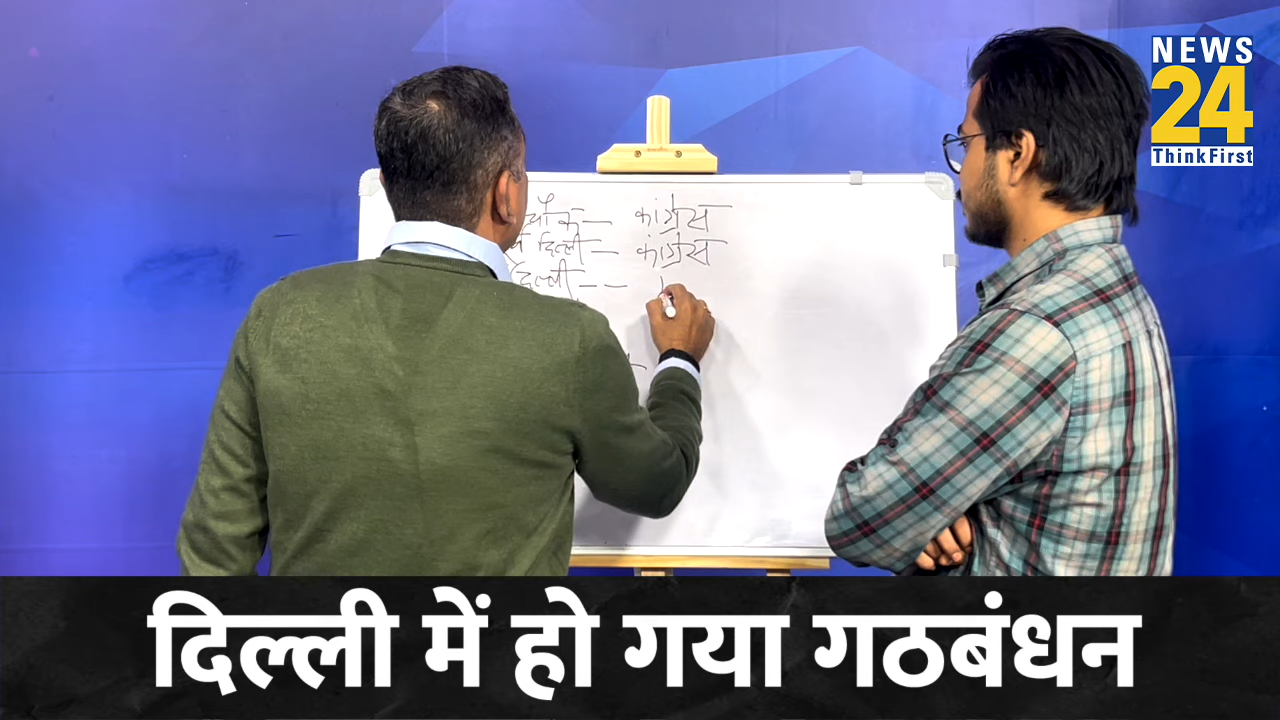 NEWS
24
ThinkFirst
कांग्रेस
दिल्ली -- कांग्रेस
दिल्ली --
दिल्ली में हो गया गठबंधन